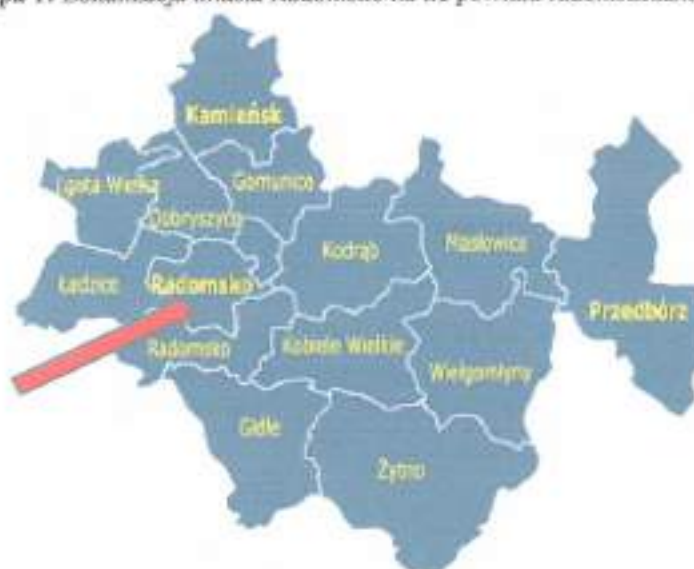 Kamieńsk
Gomunice
Lgota Wielka
Dobryszyce
Kodrąb
Masłowice
Ładzice
Radomsko
Przedbórz
Radomsko
Kobiele Wielkie
Wielgomłyny
Gidle
Żytno